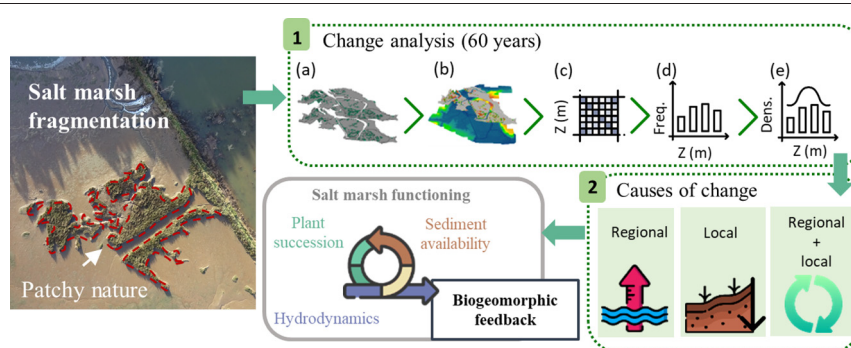 Salt marsh
fragmentation
Patchy nature
1 Change analysis (60 years)
(a)
(b)
(c)
(d)
(e)
Z (m)
Freq.
Z (m)
Dens.
Z (m)
2 Causes of change
Regional
Local
Regional
+
local
Salt marsh functioning
Plant
succession
Sediment
availability
Hydrodynamics
Biogeomorphic
feedback